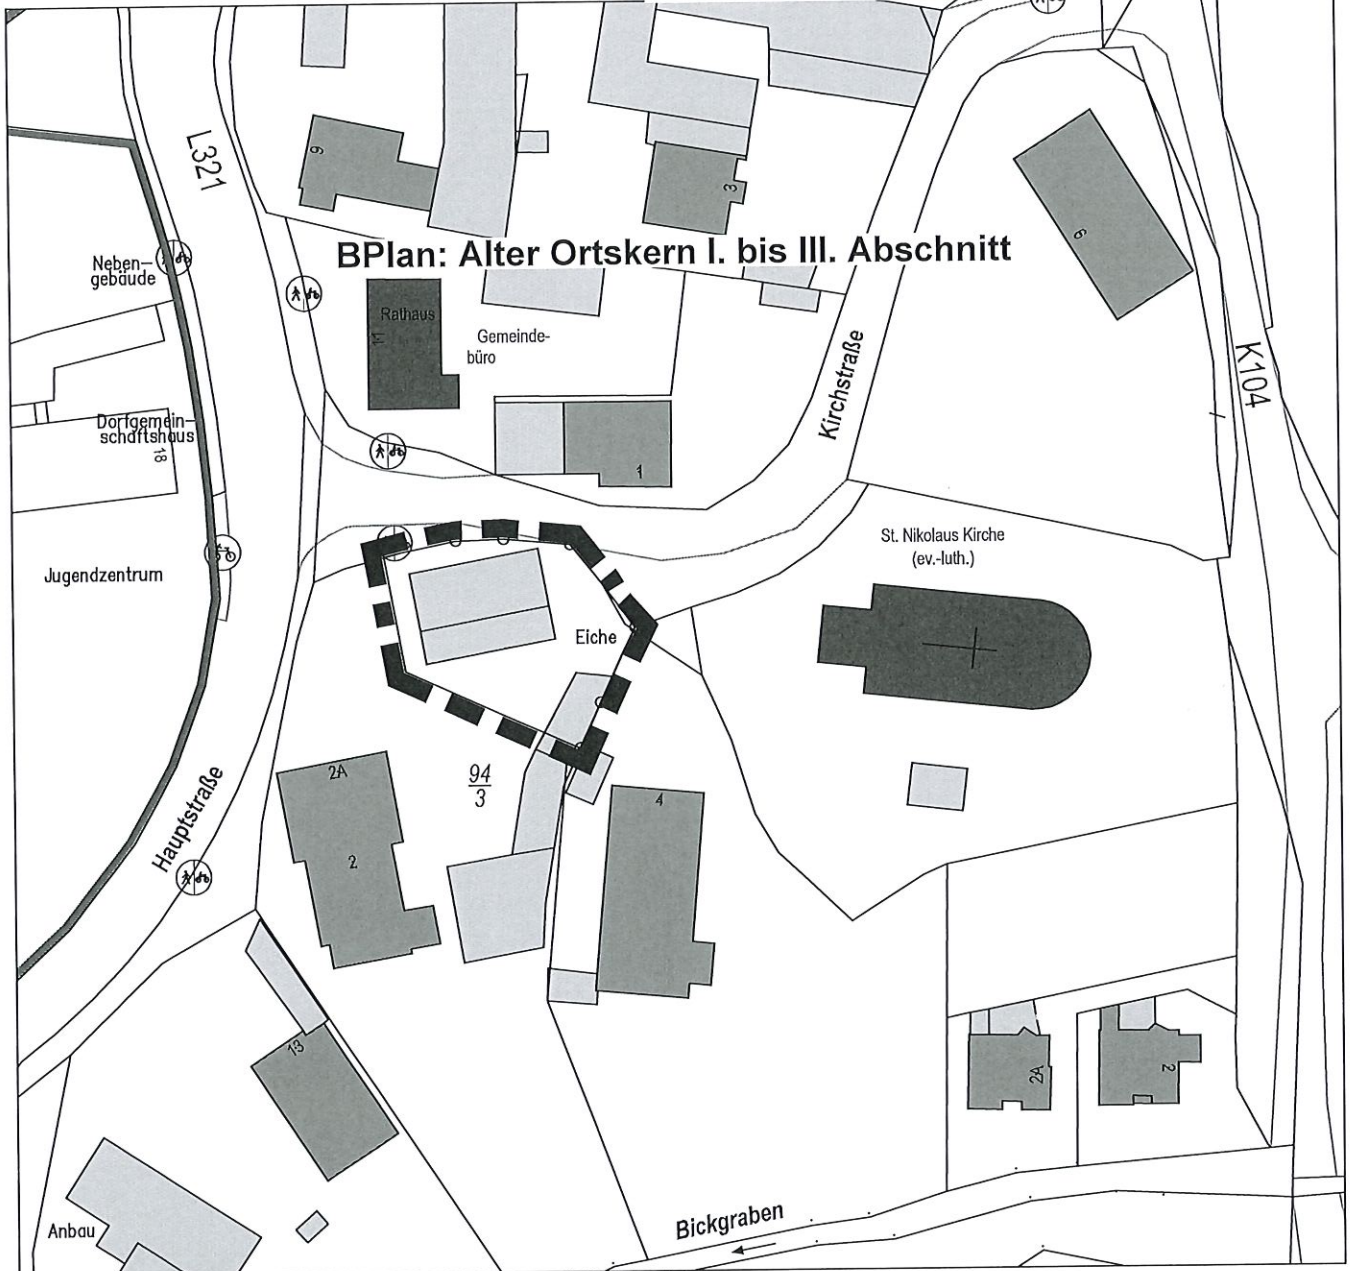 L321
9
3
6
BPlan: Alter Ortskern I. bis III. Abschnitt
Neben-
gebäude
Rathaus
11
Gemeinde-
büro
Kirchstraße
K104
Dorfgemein-
schaftshaus
18
1
St. Nikolaus Kirche
(ev.-luth.)
Jugendzentrum
Eiche
Hauptstraße
2A
94
3
4
2
13
2A
2
Anbau
Bickgraben